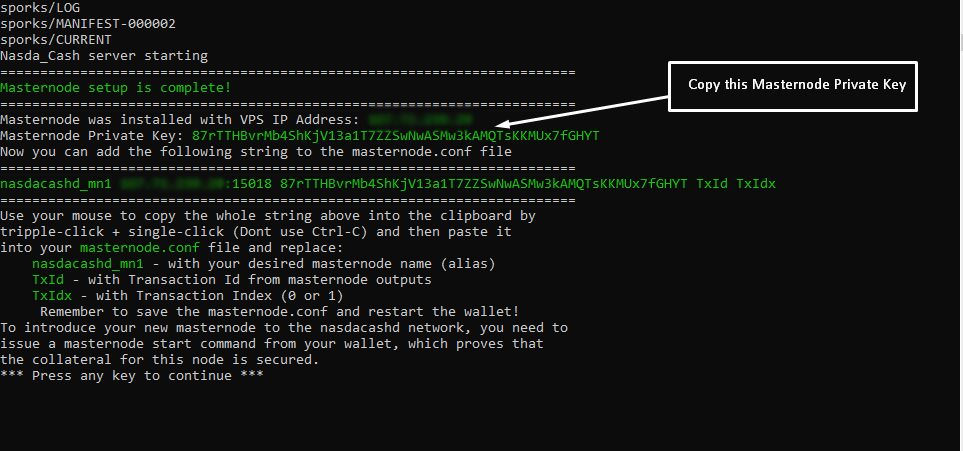 sporks/LOG
sporks/MANIFEST-000002
sporks/CURRENT
Nasda_Cash server starting
========================================================================
Masternode setup is complete!
========================================================================
Copy this Masternode Private Key
Masternode was installed with VPS IP Address:
Masternode Private Key: 87rTTHBvrMb4ShKjV13a1T7ZZSwNwASMw3kAMQTsKKMUx7fGHYT
Now you can add the following string to the masternode.conf file
========================================================================
nasdacashd_mn1 :15018 87rTTHBvrMb4ShKjV13a1T7ZZSwNwASMw3kAMQTsKKMUx7fGHYT TxId TxIdx
========================================================================
Use your mouse to copy the whole string above into the clipboard by
tripple-click + single-click (Dont use Ctrl-C) and then paste it
into your masternode.conf file and replace:
    nasdacashd_mn1 - with your desired masternode name (alias)
    TxId - with Transaction Id from masternode outputs
    TxIdx - with Transaction Index (0 or 1)
     Remember to save the masternode.conf and restart the wallet!
To introduce your new masternode to the nasdacashd network, you need to
issue a masternode start command from your wallet, which proves that
the collateral for this node is secured.
*** Press any key to continue ***